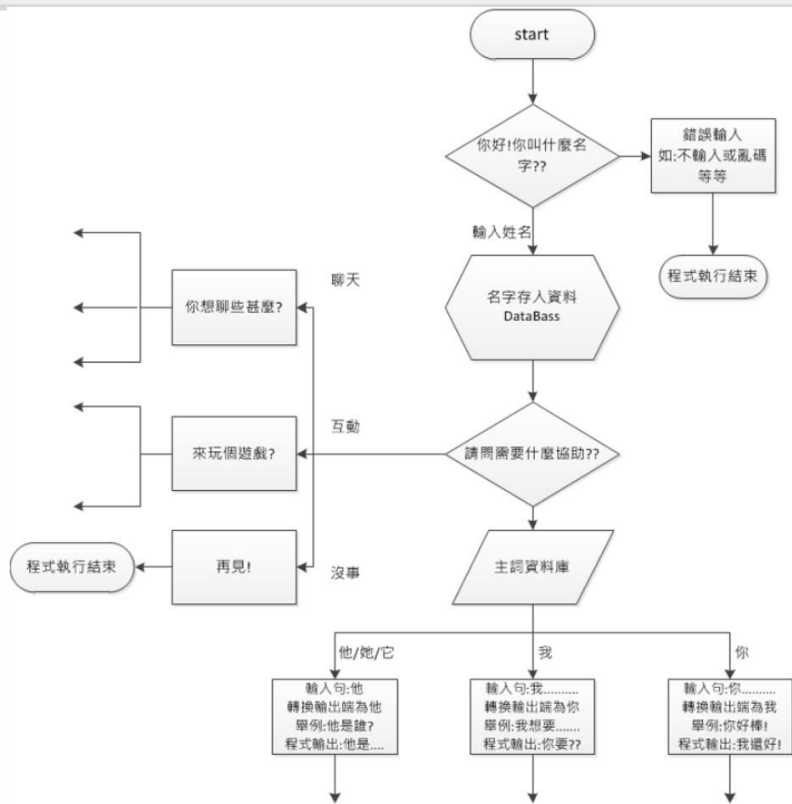 start
你好!你叫什麼名
字??
錯誤輸入
如:不輸入或亂碼
等等
輸入姓名
程式執行結束
名字存入資料
DataBass
聊天
你想聊些甚麼?
互動
來玩個遊戲?
請問需要什麼協助??
沒事
再見!
程式執行結束
主詞資料庫
他/她/它
我
你
輸入句:他
轉換輸出端為他
舉例:他是誰?
程式輸出:他是....
輸入句:我..........
轉換輸出端為你
舉例:我想要.......
程式輸出:你要??
輸入句:你..........
轉換輸出端為我
舉例:你好棒!
程式輸出:我還好!